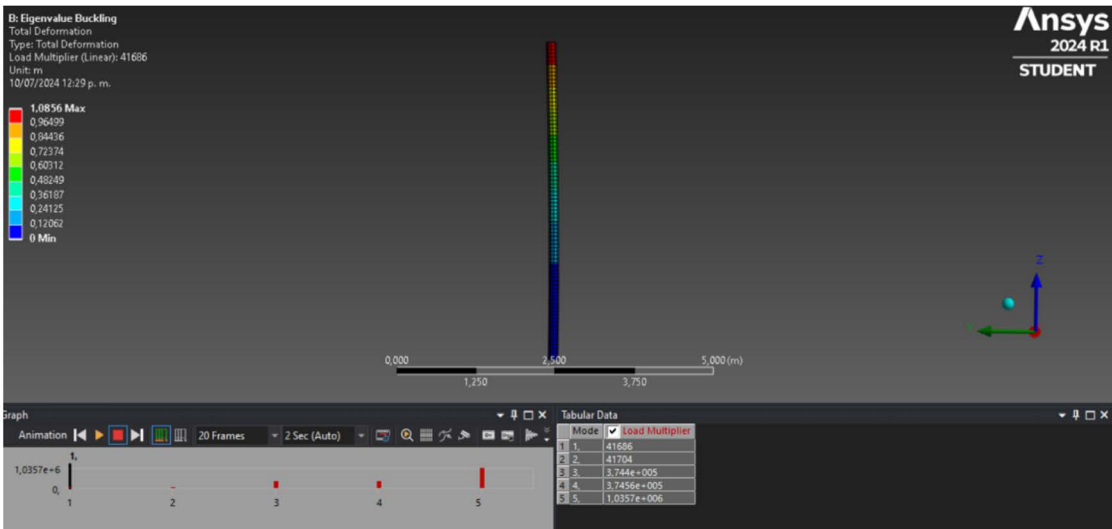 B: Eigenvalue Buckling
Total Deformation
Type: Total Deformation
Load Multiplier (Linear): 41686
Unit: m
10/07/2024 12:29 p. m.
1,0856 Max
0,96499
0,84436
0,72374
0,60312
0,48249
0,36187
0,24125
0,12062
0 Min
Ansys
2024 R1
STUDENT
Z
0,000 2,500 5,000 (m)
1,250 3,750
Graph
Animation 20 Frames 2 Sec (Auto)
1,
1,0357e+6
0,
1 2 3 4 5
Tabular Data
Mode Load Multiplier
1 1, 41686
2 2, 41704
3 3, 3,744e+005
4 4, 3,7456e+005
5 5, 1,0357e+006